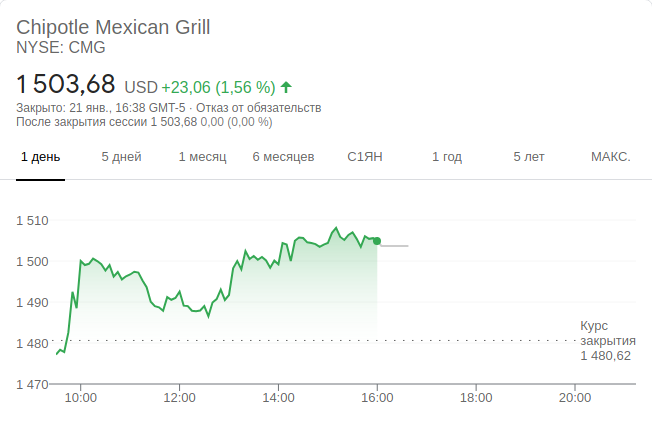 Chipotle Mexican Grill
NYSE: CMG
1 503,68 USD +23,06 (1,56 %)
Закрыто: 21 янв., 16:38 GMT-5 · Отказ от обязательств
После закрытия сессии 1 503,68 0,00 (0,00 %)
1 день 5 дней 1 месяц 6 месяцев С1ЯН 1 год 5 лет МАКС.
1 510
1 500
1 490
1 480
1 470
Курс
закрытия
1 480,62
10:00 12:00 14:00 16:00 18:00 20:00